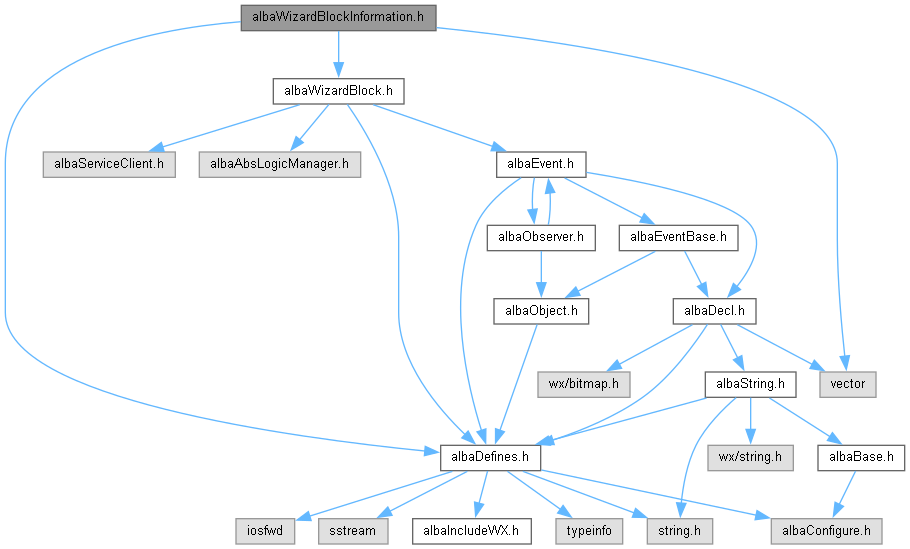 albaWizardBlockInformation.h
albaWizardBlock.h
albaServiceClient.h
albaAbsLogicManager.h
albaEvent.h
albaObserver.h
albaEventBase.h
albaObject.h
albaDecl.h
wx/bitmap.h
albaString.h
vector
albaDefines.h
wx/string.h
albaBase.h
iosfwd
sstream
albaIncludeWX.h
typeinfo
string.h
albaConfigure.h